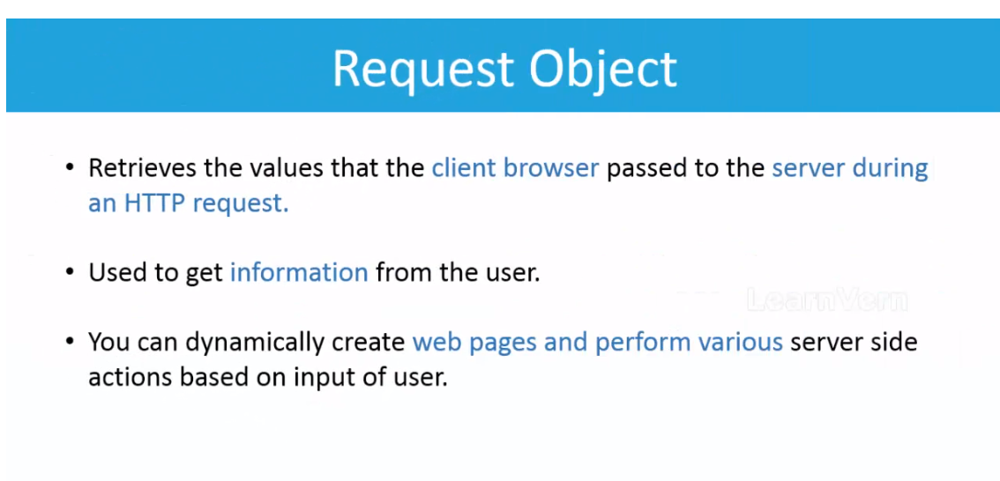 Request Object
• Retrieves the values that the client browser passed to the server during
an HTTP request.
• Used to get information from the user.
LearnVern
• You can dynamically create web pages and perform various server side
actions based on input of user.